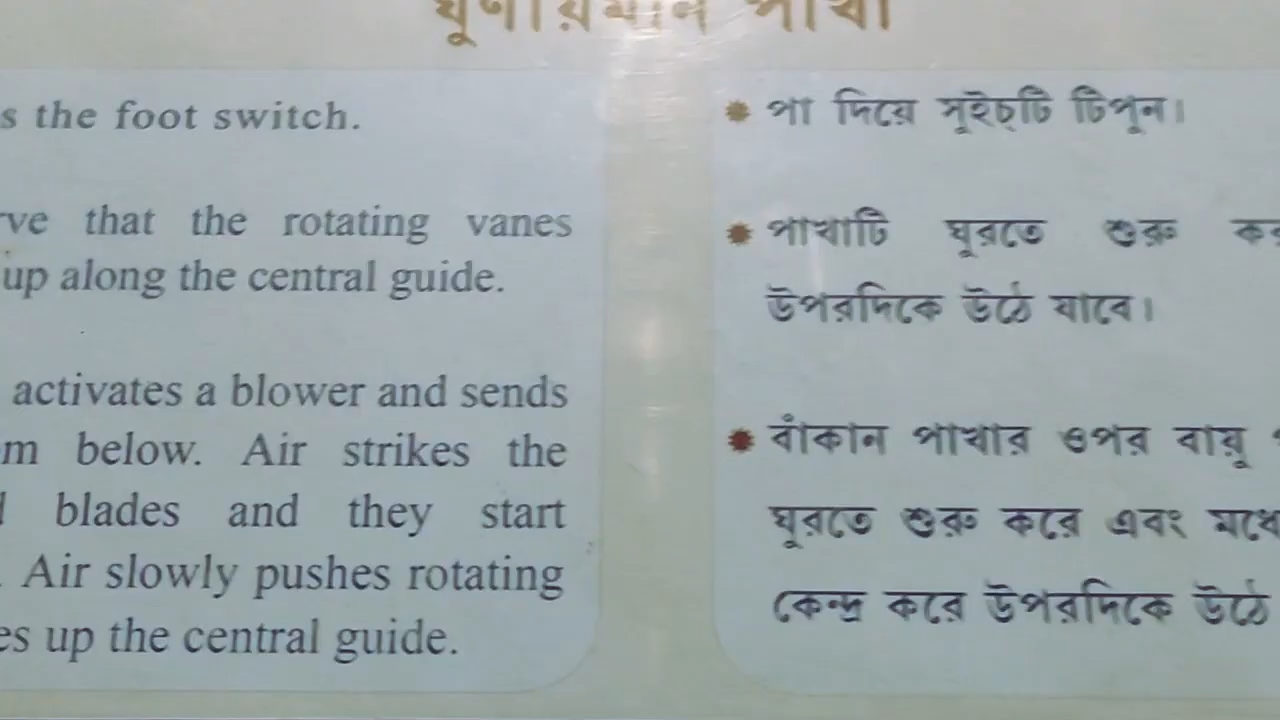 ঘূর্ণায়মান পাখা
s the foot switch.
rve that the rotating vanes
up along the central guide.
activates a blower and sends
m below. Air strikes the
blades and they start
. Air slowly pushes rotating
es up the central guide.
পা দিয়ে সুইচ্‌টি টিপুন।
পাখাটি ঘুরতে শুরু
উপরদিকে উঠে যাবে।
বাঁকান পাখার ওপর বায়ু
ঘুরতে শুরু করে এবং
কেন্দ্র করে উপরদিকে উঠে